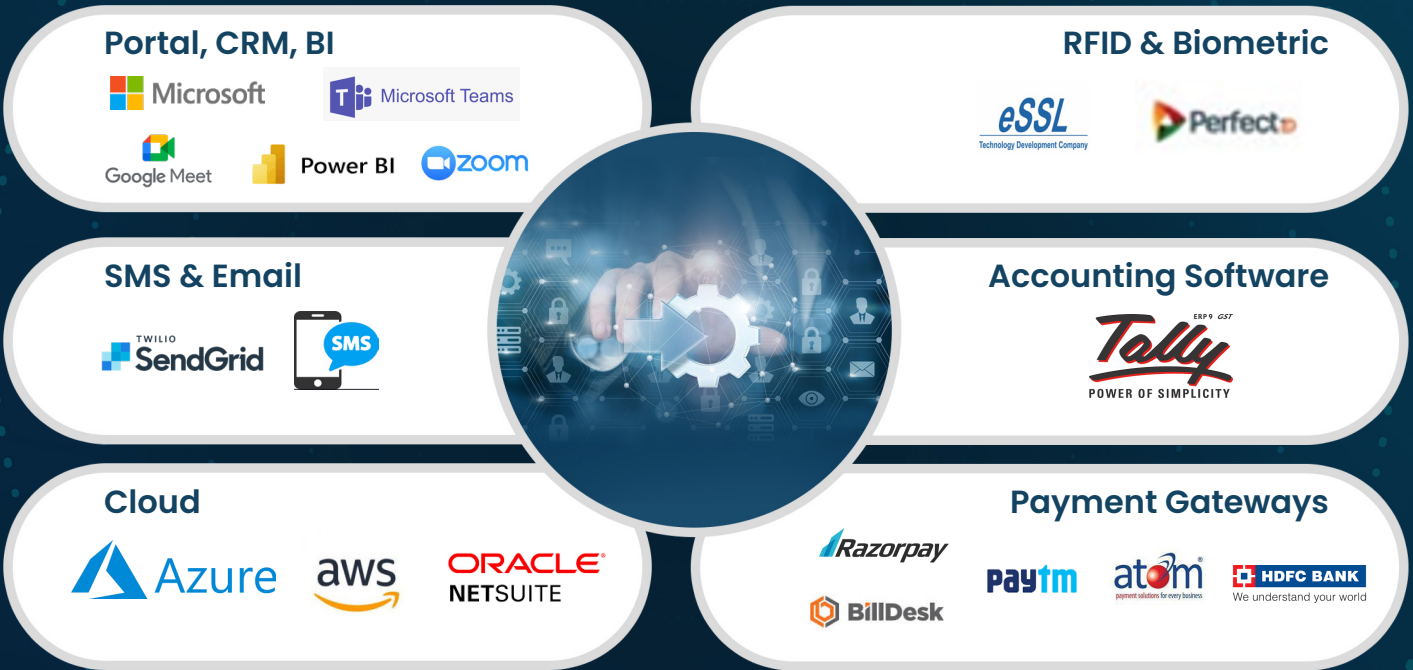 Portal, CRM, BI
Microsoft
Microsoft Teams
Google Meet
Power BI
zoom
RFID & Biometric
eSSL
Technology Development Company
Perfect
SMS & Email
TWILIO
SendGrid
SMS
Accounting Software
ERP 9 GST
Tally
POWER OF SIMPLICITY
Cloud
Azure
aws
ORACLE®
NETSUITE
Payment Gateways
Razorpay
BillDesk
paytm
atom®
payment solutions for every business
HDFC BANK
We understand your world